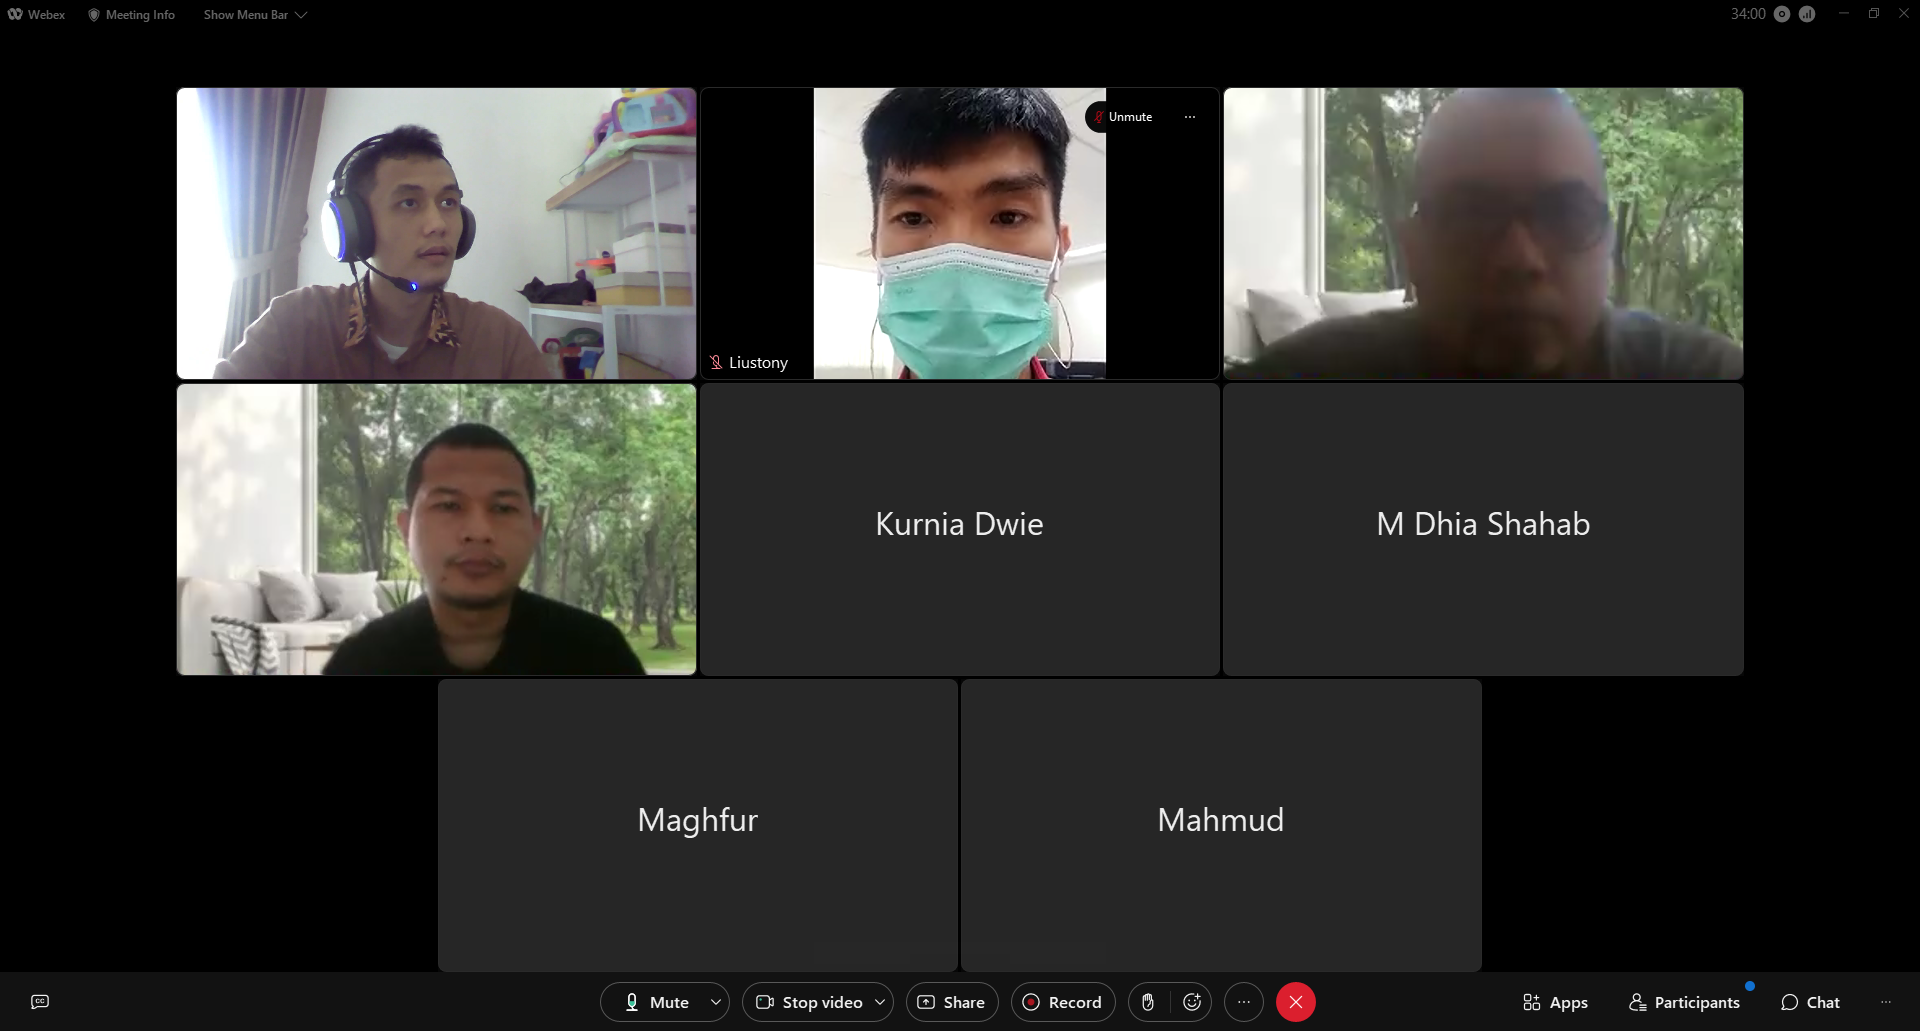 Webex
Meeting Info
Show Menu Bar
34:00
Unmute
Liustony
Kurnia Dwie
M Dhia Shahab
Maghfur
Mahmud
CC
Mute
Stop video
Share
Record
Apps
Participants
Chat